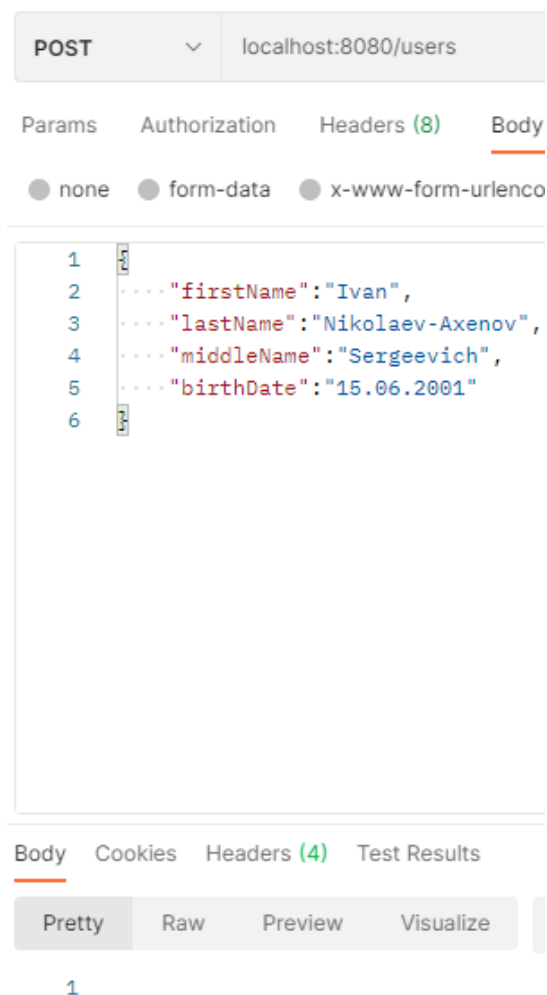 POST localhost:8080/users
Params Authorization Headers (8) Body
none form-data x-www-form-urlenco
1 {
2 "firstName":"Ivan",
3 "lastName":"Nikolaev-Axenov",
4 "middleName":"Sergeevich",
5 "birthDate":"15.06.2001"
6 }
Body Cookies Headers (4) Test Results
Pretty Raw Preview Visualize
1